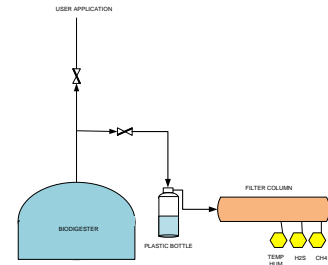 USER APPLICATION
FILTER COLUMN
BIODIGESTER
PLASTIC BOTTLE
TEMP
HUM
H2S
CH4